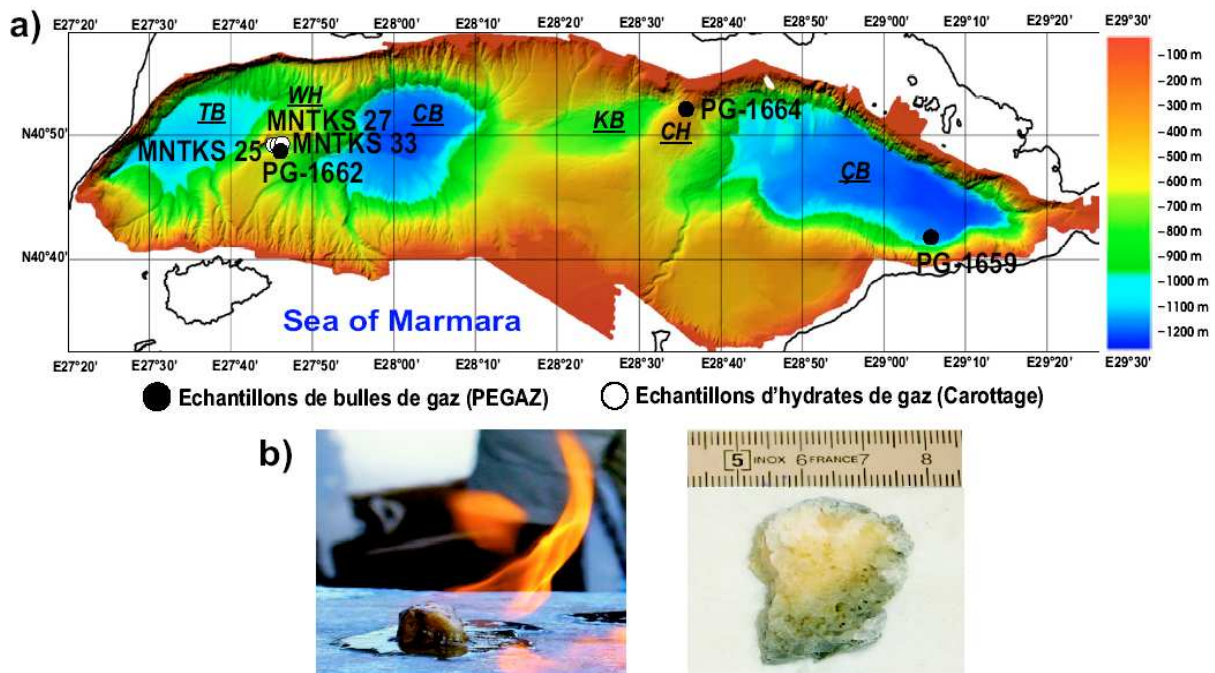 a)
E27°20' E27°30' E27°40' E27°50' E28°00' E28°10' E28°20' E28°30' E28°40' E28°50' E29°00' E29°10' E29°20' E29°30'
-100 m
-200 m
-300 m
-400 m
-500 m
-600 m
-700 m
-800 m
-900 m
-1000 m
-1100 m
-1200 m
N40°50'
N40°40'
TB
WH
MNTKS 27
CB
MNTKS 25
MNTKS 33
PG-1662
KB
CH
PG-1664
ÇB
PG-1659
Sea of Marmara
E27°20' E27°30' E27°40' E27°50' E28°00' E28°10' E28°20' E28°30' E28°40' E28°50' E29°00' E29°10' E29°20' E29°30'
Echantillons de bulles de gaz (PEGAZ) Echantillons d'hydrates de gaz (Carottage)
b)
5 INOX 6 FRANCE 7 8